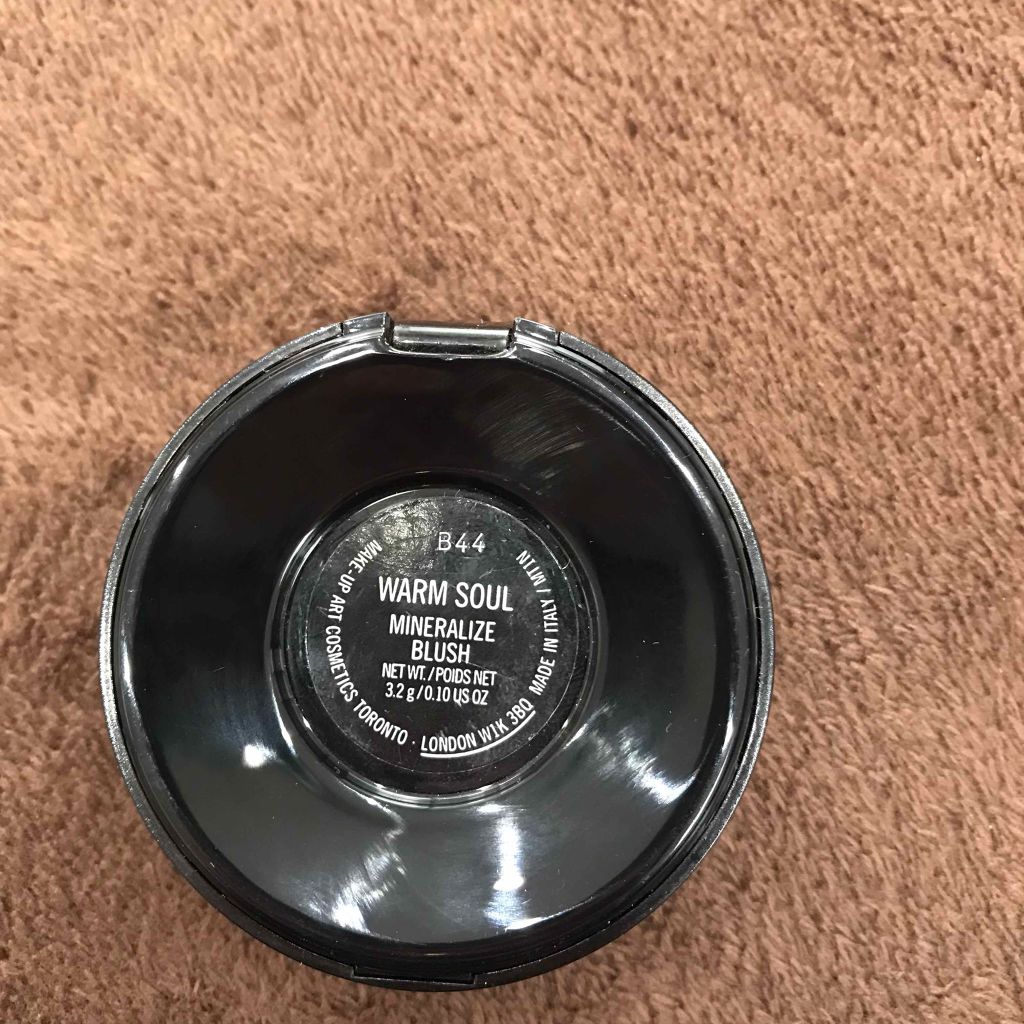 B44
WARM SOUL
MINERALIZE
BLUSH
NET WT. / POIDS NET
3.2 g / 0.10 US OZ
MAKE-UP ART COSMETICS TORONTO · LONDON W1K 3BQ MADE IN ITALY / MTIN